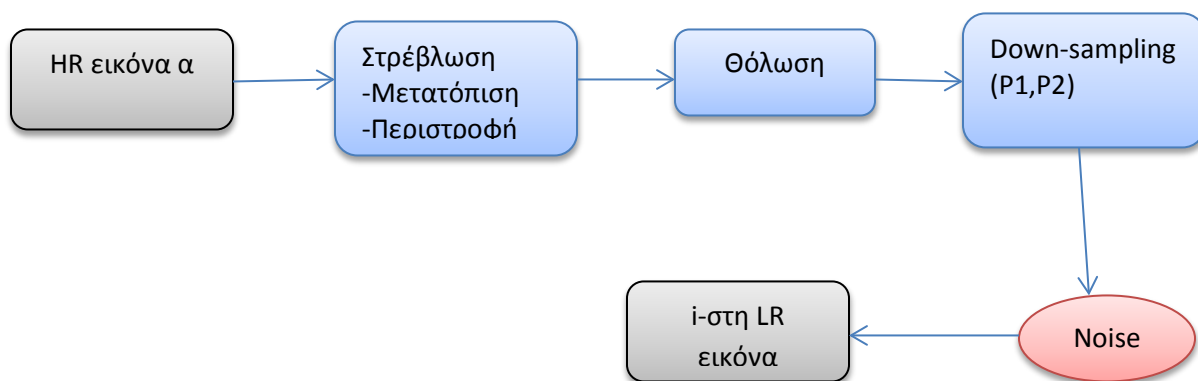 HR εικόνα α
Στρέβλωση
-Μετατόπιση
-Περιστροφή
Θόλωση
Down-sampling
(P1,P2)
Noise
i-στη LR
εικόνα